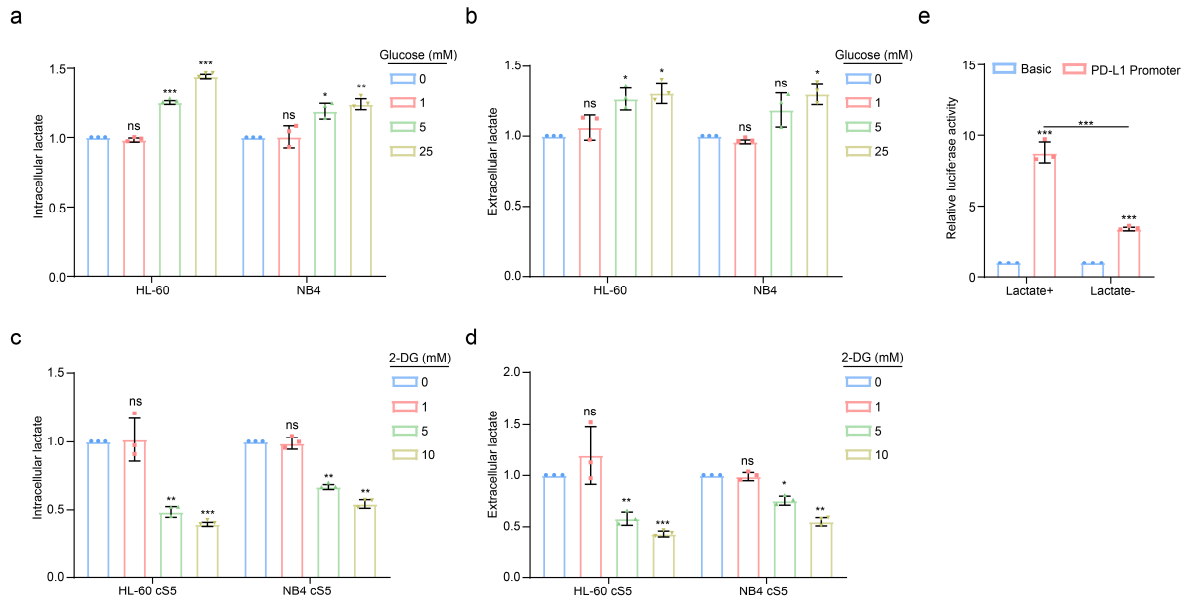 a
Glucose (mM)
0
1
5
25
Intracellular lactate
1.5
1.0
0.5
0.0
ns
***
***
ns
*
**
HL-60
NB4
b
Glucose (mM)
0
1
5
25
Extracellular lactate
1.5
1.0
0.5
0.0
ns
*
*
ns
ns
*
HL-60
NB4
e
Basic
PD-L1 Promoter
Relative luciferase activity
15
10
5
0
***
***
***
Lactate+
Lactate-
c
2-DG (mM)
0
1
5
10
Intracellular lactate
1.5
1.0
0.5
0.0
ns
**
***
ns
**
**
HL-60 cS5
NB4 cS5
d
2-DG (mM)
0
1
5
10
Extracellular lactate
2.0
1.5
1.0
0.5
0.0
ns
**
***
ns
*
**
HL-60 cS5
NB4 cS5